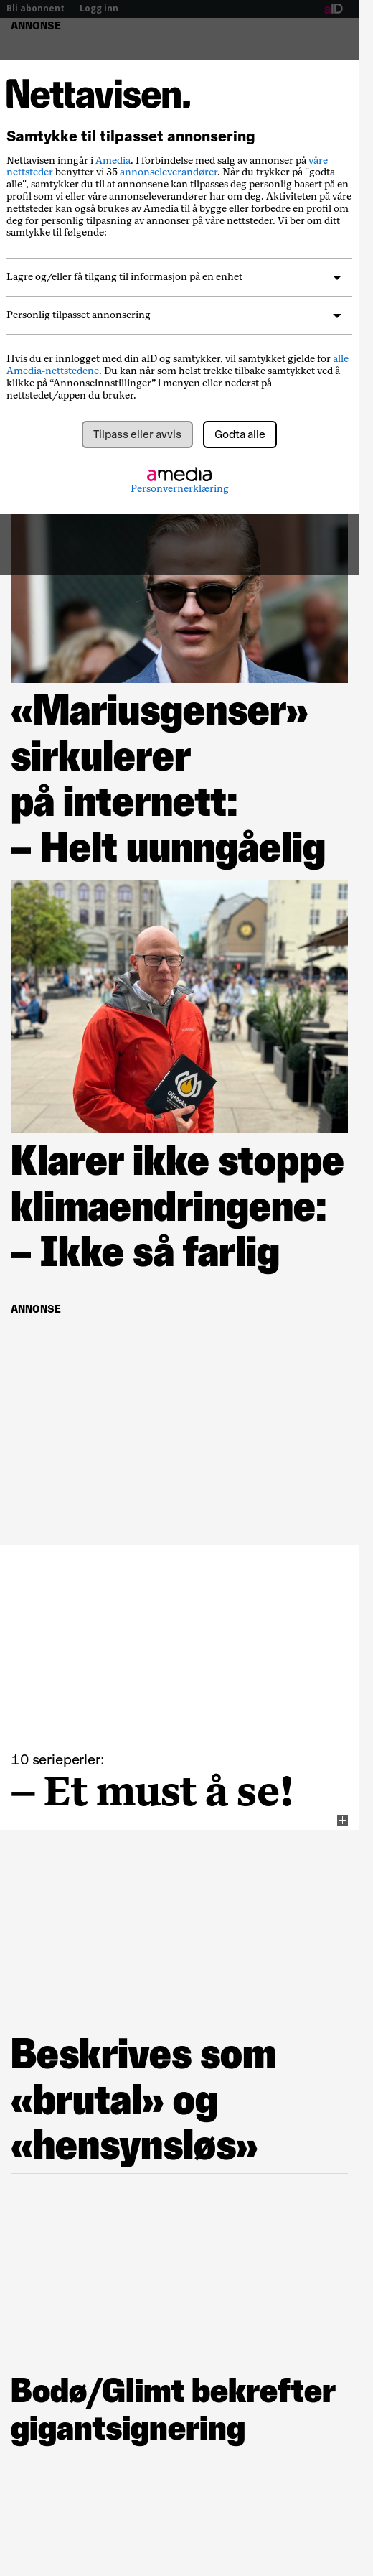 Bli abonnent | Logg inn
aID
ANNONSE
Nettavisen.
Samtykke til tilpasset annonsering
Nettavisen inngår i Amedia. I forbindelse med salg av annonser på våre
nettsteder benytter vi 35 annonseleverandører. Når du trykker på "godta
alle", samtykker du til at annonsene kan tilpasses deg personlig basert på en
profil som vi eller våre annonseleverandører har om deg. Aktiviteten på våre
nettsteder kan også brukes av Amedia til å bygge eller forbedre en profil om
deg for personlig tilpasning av annonser på våre nettsteder. Vi ber om ditt
samtykke til følgende:
Lagre og/eller få tilgang til informasjon på en enhet
Personlig tilpasset annonsering
Hvis du er innlogget med din aID og samtykker, vil samtykket gjelde for alle
Amedia-nettstedene. Du kan når som helst trekke tilbake samtykket ved å
klikke på “Annonseinnstillinger” i menyen eller nederst på
nettstedet/appen du bruker.
Tilpass eller avvis
Godta alle
amedia
Personvernerklæring
«Mariusgenser»
sirkulerer
på internett:
– Helt uunngåelig
Klarer ikke stoppe
klimaendringene:
– Ikke så farlig
ANNONSE
10 serieperler:
– Et must å se!
Beskrives som
«brutal» og
«hensynsløs»
Bodø/Glimt bekrefter
gigantsignering